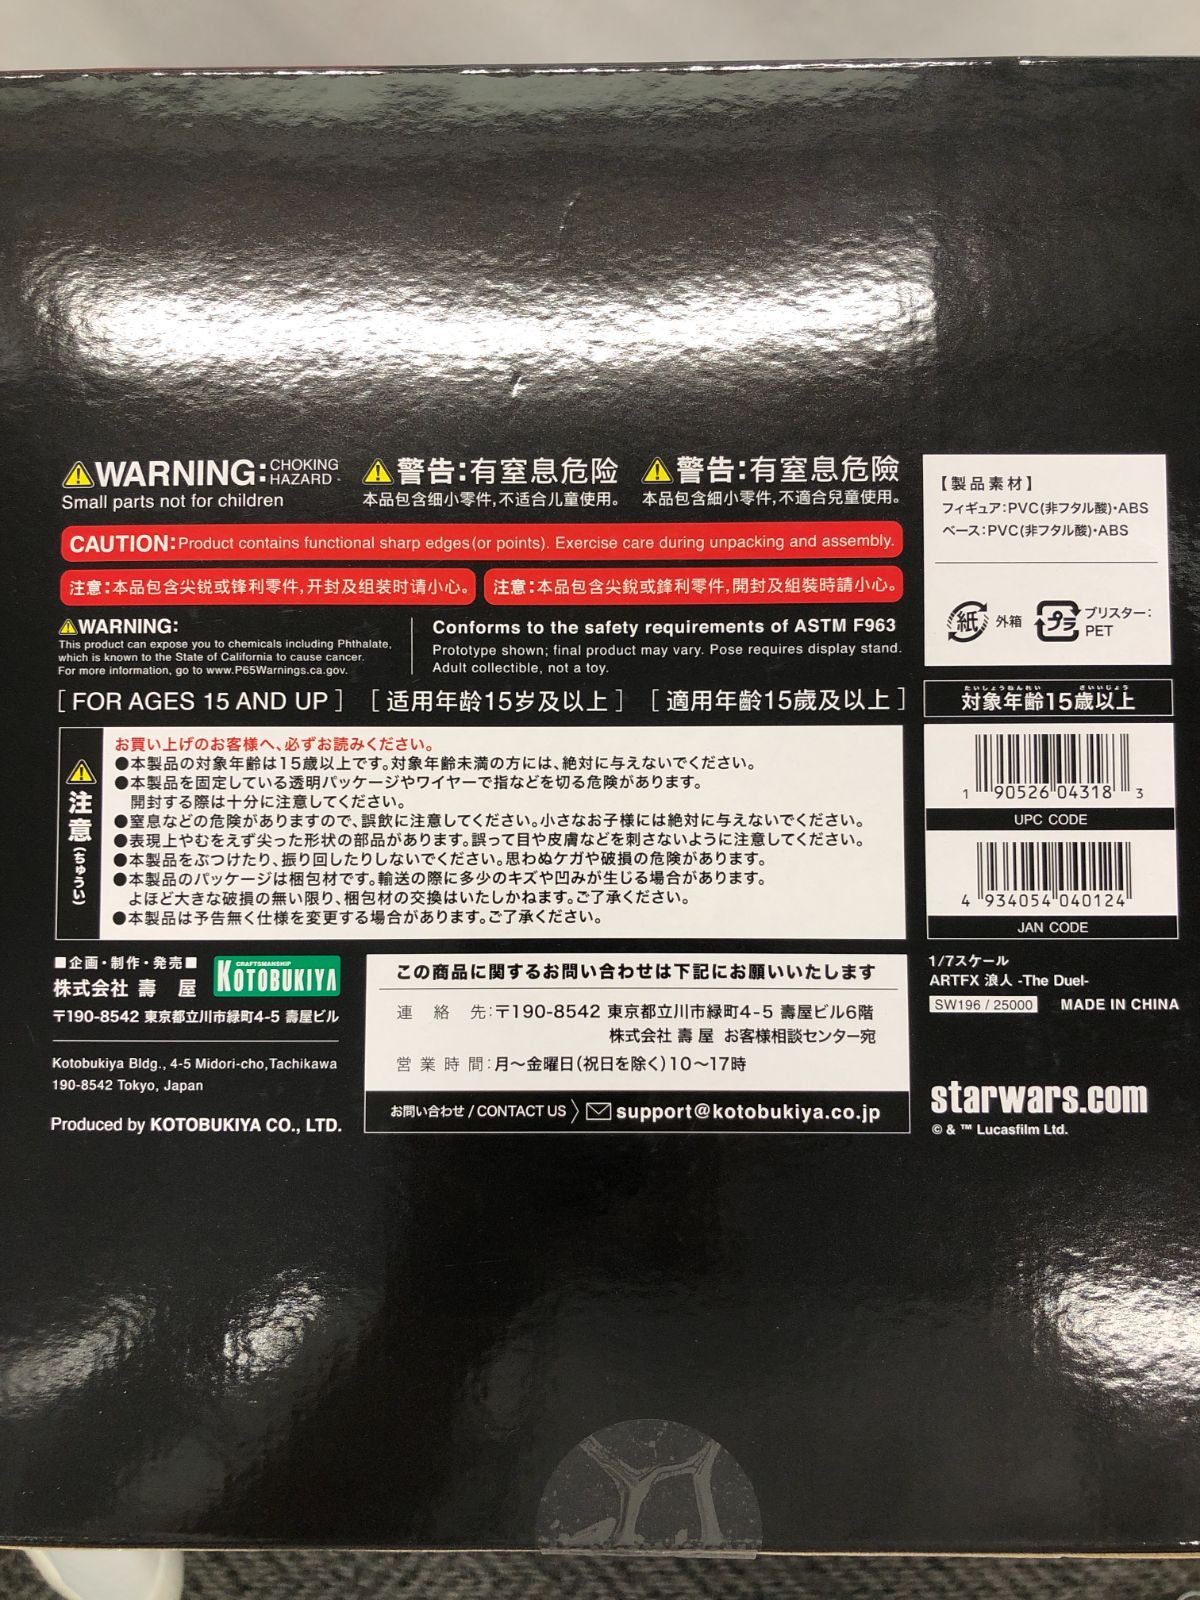 WARNING: CHOKING HAZARD -
Small parts not for children
警告:有窒息危险
本品包含细小零件,不适合儿童使用。
警告:有窒息危險
本品包含細小零件,不適合兒童使用。
CAUTION: Product contains functional sharp edges (or points). Exercise care during unpacking and assembly.
注意:本品包含尖锐或锋利零件,开封及组装时请小心。
注意:本品包含尖銳或鋒利零件,開封及組裝時請小心。
WARNING:
This product can expose you to chemicals including Phthalate,
which is known to the State of California to cause cancer.
For more information, go to www.P65Warnings.ca.gov.
Conforms to the safety requirements of ASTM F963
Prototype shown; final product may vary. Pose requires display stand.
Adult collectible, not a toy.
[ FOR AGES 15 AND UP ] [ 适用年龄15岁及以上 ] [ 適用年齡15歲及以上 ]
注意(ちゅうい)
お買い上げのお客様へ、必ずお読みください。
●本製品の対象年齢は15歳以上です。対象年齢未満の方には、絶対に与えないでください。
●本製品を固定している透明パッケージやワイヤーで指などを切る危険があります。
開封する際は十分に注意してください。
●窒息などの危険がありますので、誤飲に注意してください。小さなお子様には絶対に与えないでください。
●表現上やむをえず尖った形状の部品があります。誤って目や皮膚などを刺さないように注意してください。
●本製品をぶつけたり、振り回したりしないでください。思わぬケガや破損の危険があります。
●本製品のパッケージは梱包材です。輸送の際に多少のキズや凹みが生じる場合があります。
よほど大きな破損の無い限り、梱包材の交換はいたしかねます。ご了承ください。
●本製品は予告無く仕様を変更する場合があります。ご了承ください。
【製品素材】
フィギュア:PVC(非フタル酸)・ABS
ベース:PVC(非フタル酸)・ABS
紙 外箱
プラ ブリスター:
PET
たいしょうねんれい さいいじょう
対象年齢15歳以上
1 90526 04318 3
UPC CODE
4 934054 040124
JAN CODE
■企画・制作・発売■
株式会社 壽 屋
CRAFTSMANSHIP
KOTOBUKIYA
〒190-8542 東京都立川市緑町4-5 壽屋ビル
Kotobukiya Bldg., 4-5 Midori-cho,Tachikawa
190-8542 Tokyo, Japan
Produced by KOTOBUKIYA CO., LTD.
この商品に関するお問い合わせは下記にお願いいたします
連絡先:〒190-8542 東京都立川市緑町4-5 壽屋ビル6階
株式会社 壽 屋 お客様相談センター宛
営業時間:月～金曜日(祝日を除く)10～17時
お問い合わせ / CONTACT US support@kotobukiya.co.jp
1/7スケール
ARTFX 浪人 -The Duel-
SW196 / 25000 MADE IN CHINA
starwars.com
© & ™ Lucasfilm Ltd.